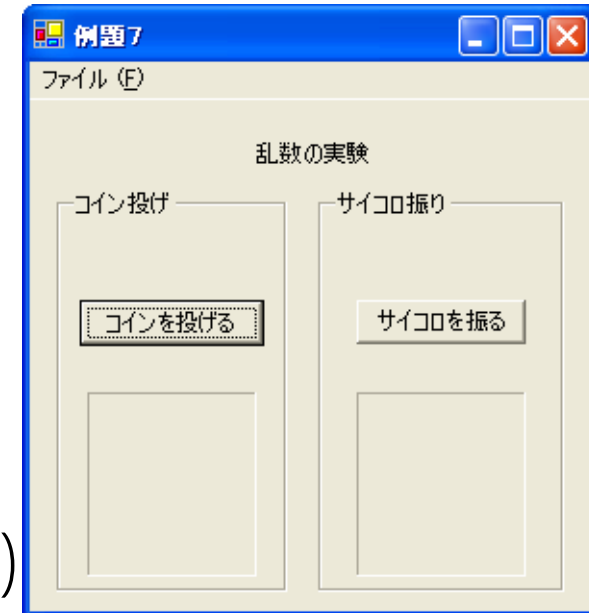 例題7
ファイル (F)
乱数の実験
コイン投げ
サイコロ振り
コインを投げる
サイコロを振る
)